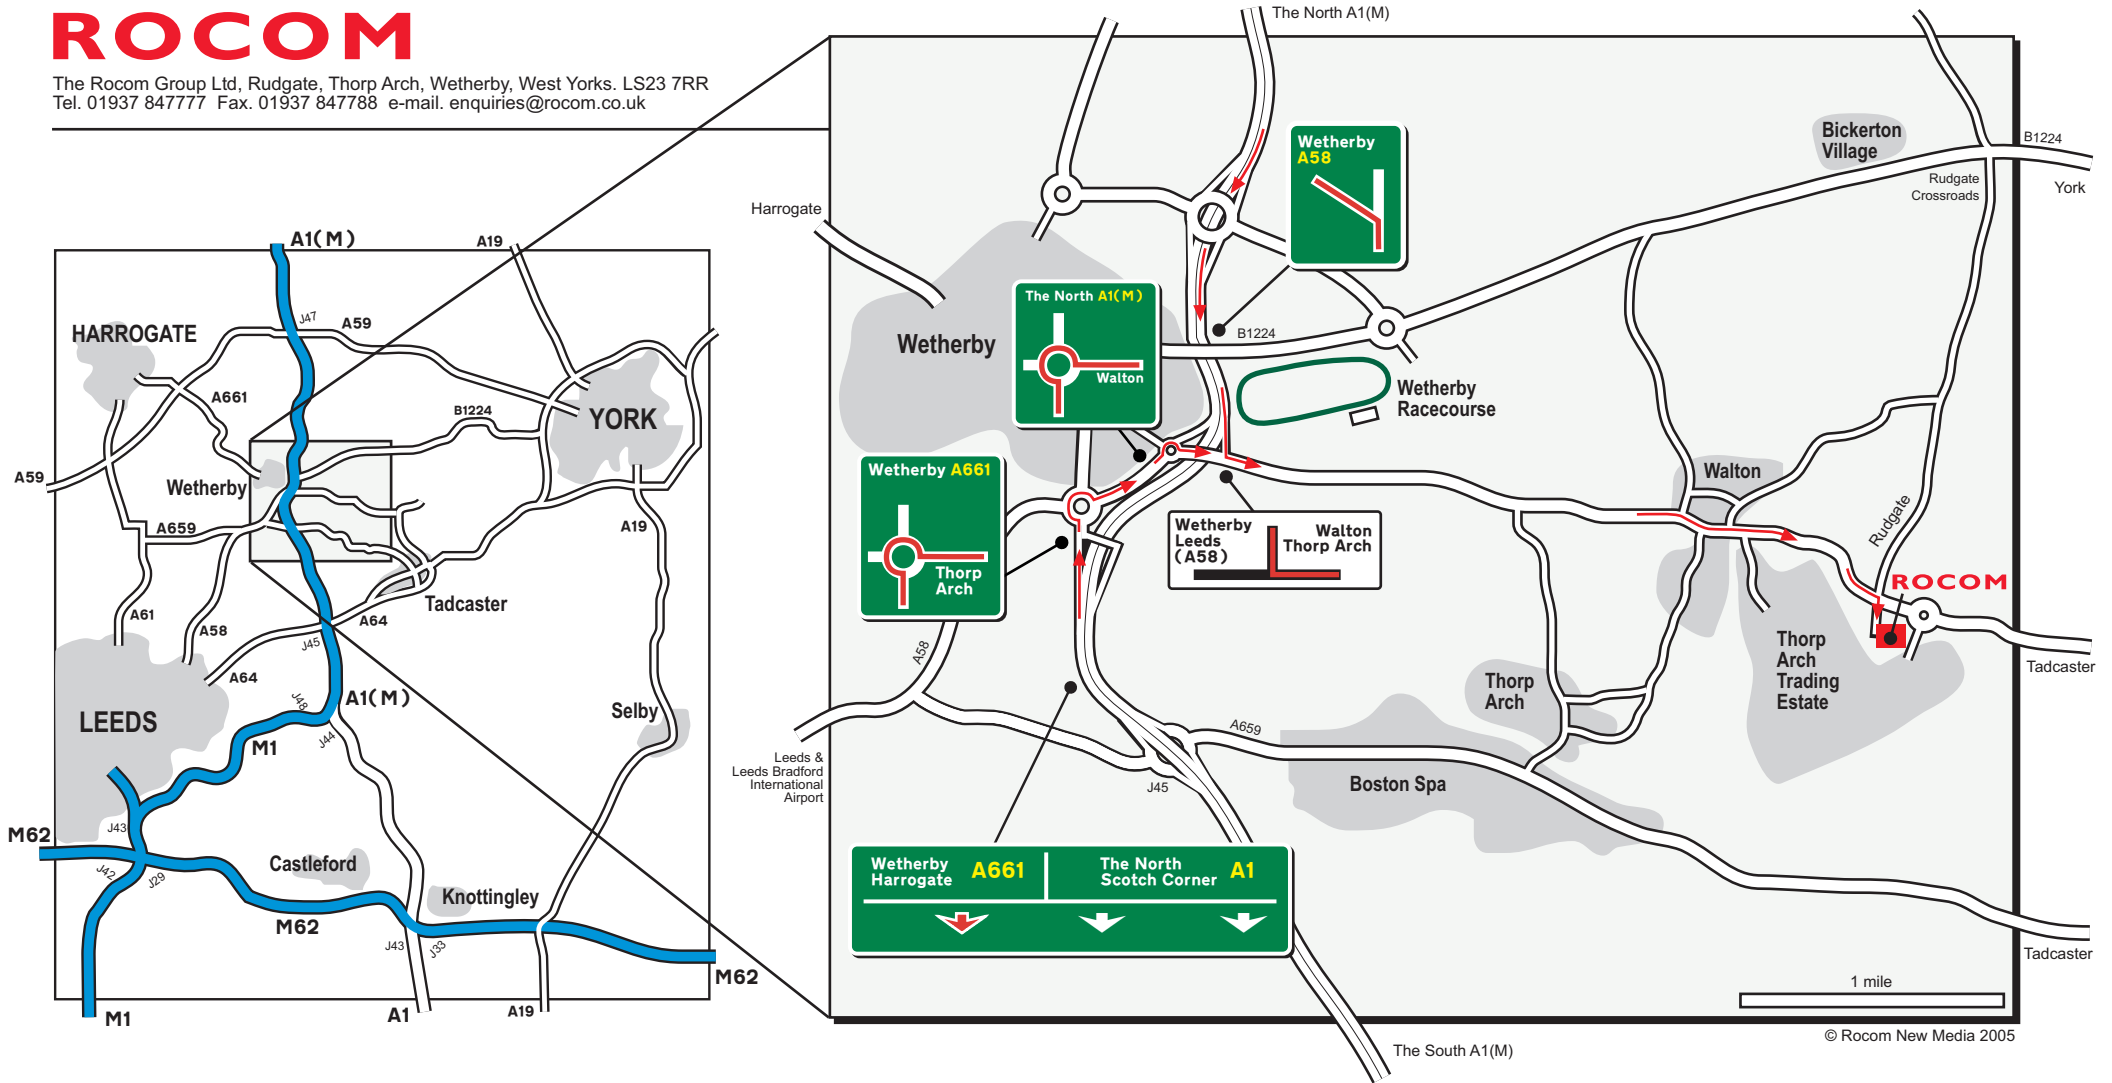 ROCOM
The Rocom Group Ltd, Rudgate, Thorp Arch, Wetherby, West Yorks. LS23 7RR
Tel. 01937 847777 Fax. 01937 847788 e-mail. enquiries@rocom.co.uk
A1(M)
A19
J47
A59
HARROGATE
A661
B1224
YORK
A59
Wetherby
A659
A19
A61
A58
Tadcaster
A64
J45
A64
J48
A1(M)
LEEDS
J44
M1
Selby
J43
M62
J42
J29
Castleford
Knottingley
M62
J43
J33
M62
M1
A1
A19
The North A1(M)
Harrogate
Wetherby
A58
Bickerton
Village
B1224
York
Rudgate
Crossroads
The North A1(M)
Walton
Wetherby
B1224
Wetherby
Racecourse
Wetherby A661
Thorp
Arch
Wetherby
Leeds
(A58)
Walton
Thorp Arch
Walton
Rudgate
ROCOM
Thorp
Arch
Trading
Estate
Tadcaster
A58
Thorp
Arch
A659
Leeds &
Leeds Bradford
International
Airport
J45
Boston Spa
Wetherby
Harrogate
A661
The North
Scotch Corner
A1
Tadcaster
1 mile
© Rocom New Media 2005
The South A1(M)